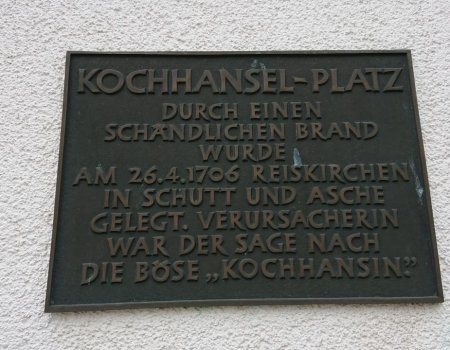 KOCHHANSEL-PLATZ
DURCH EINEN
SCHÄNDLICHEN BRAND
WURDE
AM 26.4.1706 REISKIRCHEN
IN SCHUTT UND ASCHE
GELEGT. VERURSACHERIN
WAR DER SAGE NACH
DIE BÖSE „KOCHHANSIN."